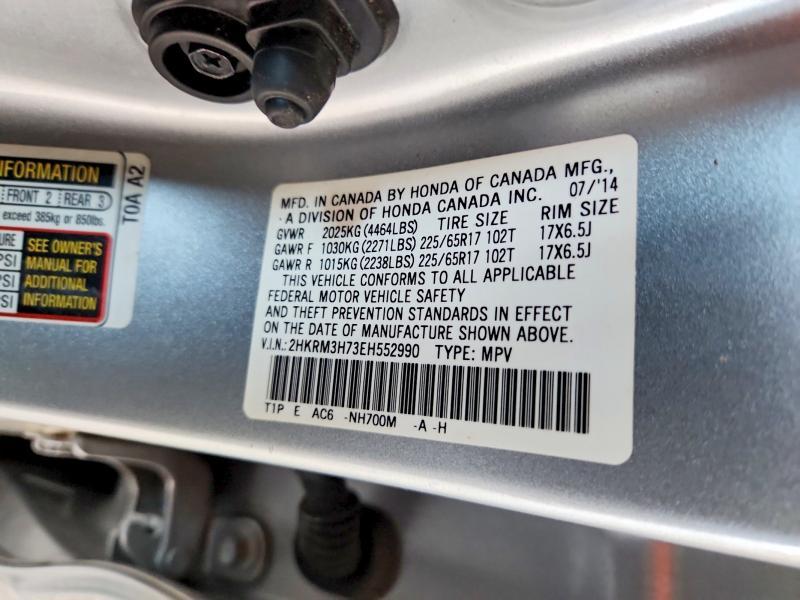 INFORMATION
FRONT 2 REAR 3
exceed 385kg or 850lbs.
SEE OWNER'S
PSI MANUAL FOR
PSI ADDITIONAL
PSI INFORMATION
T0A A2
MFD. IN CANADA BY HONDA OF CANADA MFG.,
A DIVISION OF HONDA CANADA INC. 07/'14
GVWR 2025KG (4464LBS) TIRE SIZE RIM SIZE
GAWR F 1030KG (2271LBS) 225/65R17 102T 17X6.5J
GAWR R 1015KG (2238LBS) 225/65R17 102T 17X6.5J
THIS VEHICLE CONFORMS TO ALL APPLICABLE
FEDERAL MOTOR VEHICLE SAFETY
AND THEFT PREVENTION STANDARDS IN EFFECT
ON THE DATE OF MANUFACTURE SHOWN ABOVE.
V.I.N.: 2HKRM3H73EH552990 TYPE: MPV
T1P E AC6 -NH700M -A -H